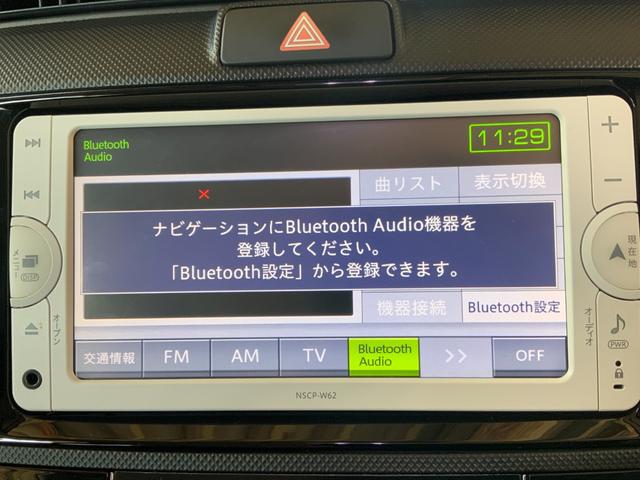 Bluetooth
Audio
11:29
曲リスト
表示切換
ナビゲーションにBluetooth Audio機器を
登録してください。
「Bluetooth設定」から登録できます。
機器接続
Bluetooth設定
交通情報
FM
AM
TV
Bluetooth
Audio
>>
OFF
メニュー
DISP
オープン
現在地
オーディオ
PWR
NSCP-W62